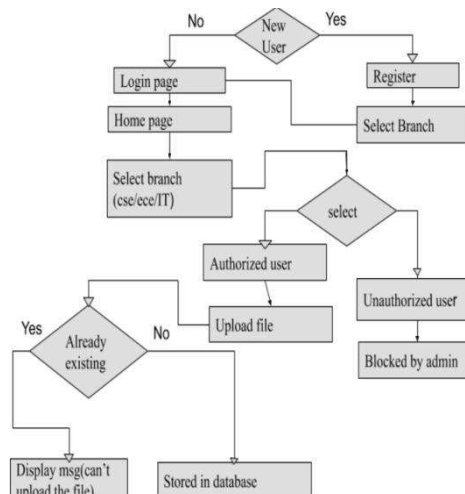 No
New
User
Yes
Login page
Register
Home page
Select Branch
Select branch
(cse/ece/IT)
select
Authorized user
Unauthorized user
Upload file
Yes
Already
existing
No
Blocked by admin
Display msg(can't
upload the file)
Stored in database